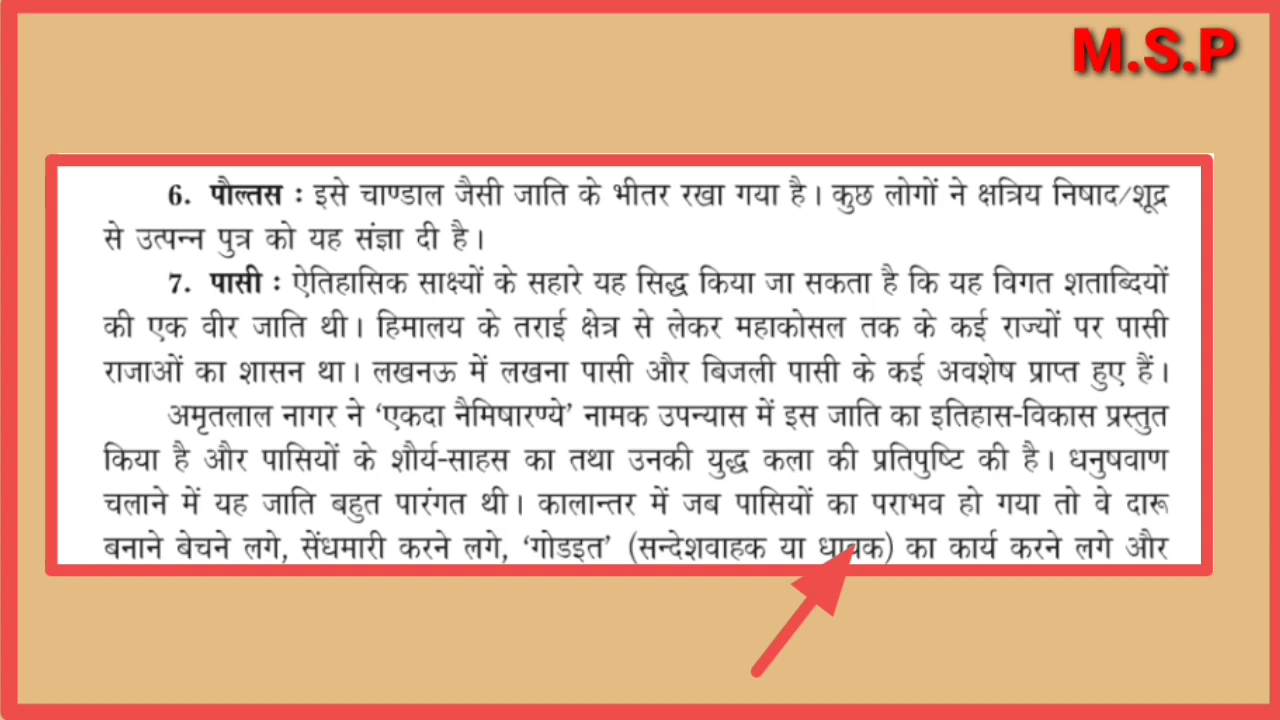 M.S.P
6. पौल्तस : इसे चाण्डाल जैसी जाति के भीतर रखा गया है। कुछ लोगों ने क्षत्रिय निषाद/शूद्र
से उत्पन्न पुत्र को यह संज्ञा दी है।
7. पासी : ऐतिहासिक साक्ष्यों के सहारे यह सिद्ध किया जा सकता है कि यह विगत शताब्दियों
की एक वीर जाति थी। हिमालय के तराई क्षेत्र से लेकर महाकोसल तक के कई राज्यों पर पासी
राजाओं का शासन था। लखनऊ में लखना पासी और बिजली पासी के कई अवशेष प्राप्त हुए हैं।
अमृतलाल नागर ने ‘एकदा नैमिषारण्ये’ नामक उपन्यास में इस जाति का इतिहास-विकास प्रस्तुत
किया है और पासियों के शौर्य-साहस का तथा उनकी युद्ध कला की प्रतिपुष्टि की है। धनुषवाण
चलाने में यह जाति बहुत पारंगत थी। कालान्तर में जब पासियों का पराभव हो गया तो वे दारू
बनाने बेचने लगे, सेंधमारी करने लगे, ‘गोडइत’ (सन्देशवाहक या धावक) का कार्य करने लगे और